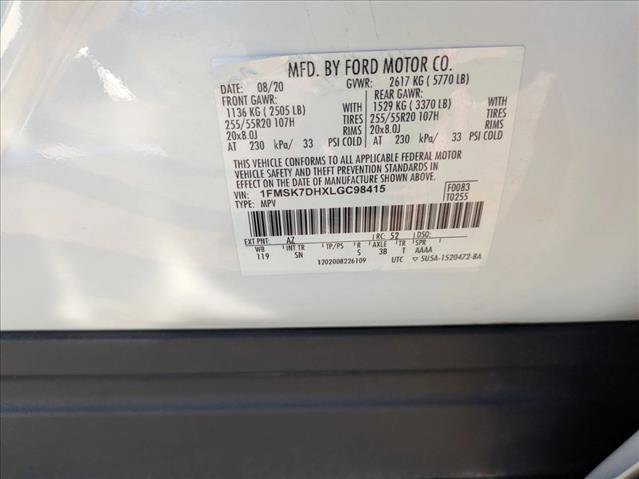 MFD. BY FORD MOTOR CO.
DATE: 08/20 GVWR: 2617 KG ( 5770 LB)
FRONT GAWR: REAR GAWR:
1136 KG ( 2505 LB) WITH 1529 KG ( 3370 LB) WITH
255/55R20 107H TIRES 255/55R20 107H TIRES
20x8.0J RIMS 20x8.0J RIMS
AT 230 kPa/ 33 PSI COLD AT 230 kPa/ 33 PSI COLD
THIS VEHICLE CONFORMS TO ALL APPLICABLE FEDERAL MOTOR
VEHICLE SAFETY AND THEFT PREVENTION STANDARDS IN
EFFECT ON THE DATE OF MANUFACTURE SHOWN ABOVE.
VIN: 1FMSK7DHXLGC98415 F0083
TYPE: MPV T0255
EXT PNT: AZ RC: 52 DSO:
WB INT TR TP/PS R AXLE TR SPR
119 SN S 3B T AAAA
1202008226109 UTC ▽ 5U5A-1520472-BA